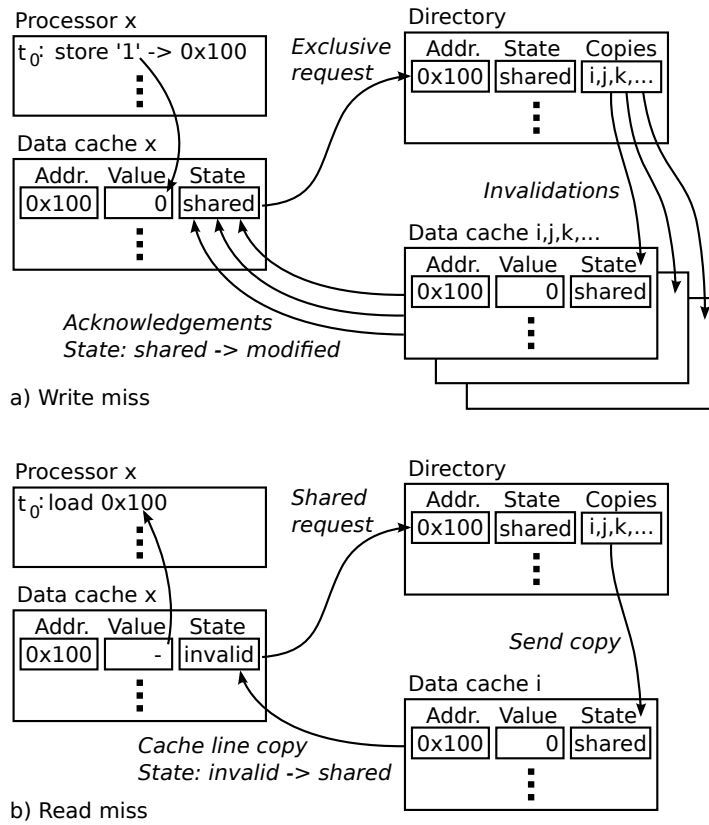 Processor x
t0: store '1' -> 0x100
Data cache x
Addr. Value State
0x100 0 shared
Exclusive
request
Directory
Addr. State Copies
0x100 shared i,j,k,...
Invalidations
Data cache i,j,k,...
Addr. Value State
0x100 0 shared
Acknowledgements
State: shared -> modified
a) Write miss
Processor x
t0: load 0x100
Data cache x
Addr. Value State
0x100 - invalid
Shared
request
Directory
Addr. State Copies
0x100 shared i,j,k,...
Send copy
Data cache i
Addr. Value State
0x100 0 shared
Cache line copy
State: invalid -> shared
b) Read miss